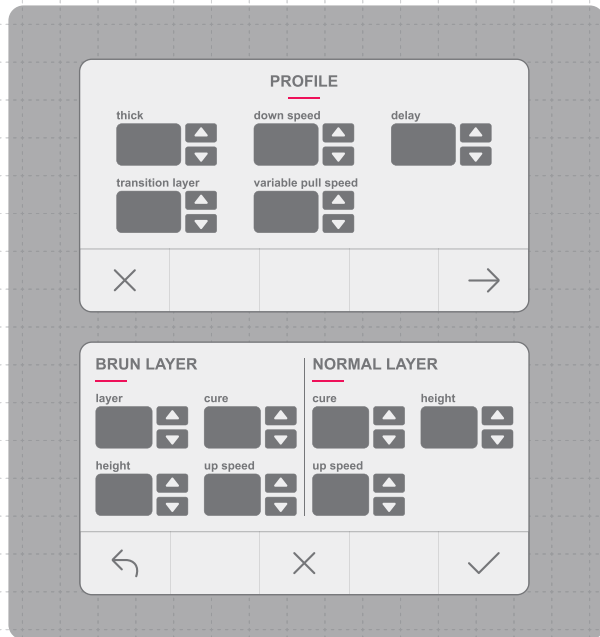 PROFILE
thick down speed delay
transition layer variable pull speed
BRUN LAYER NORMAL LAYER
layer cure cure height
height up speed up speed